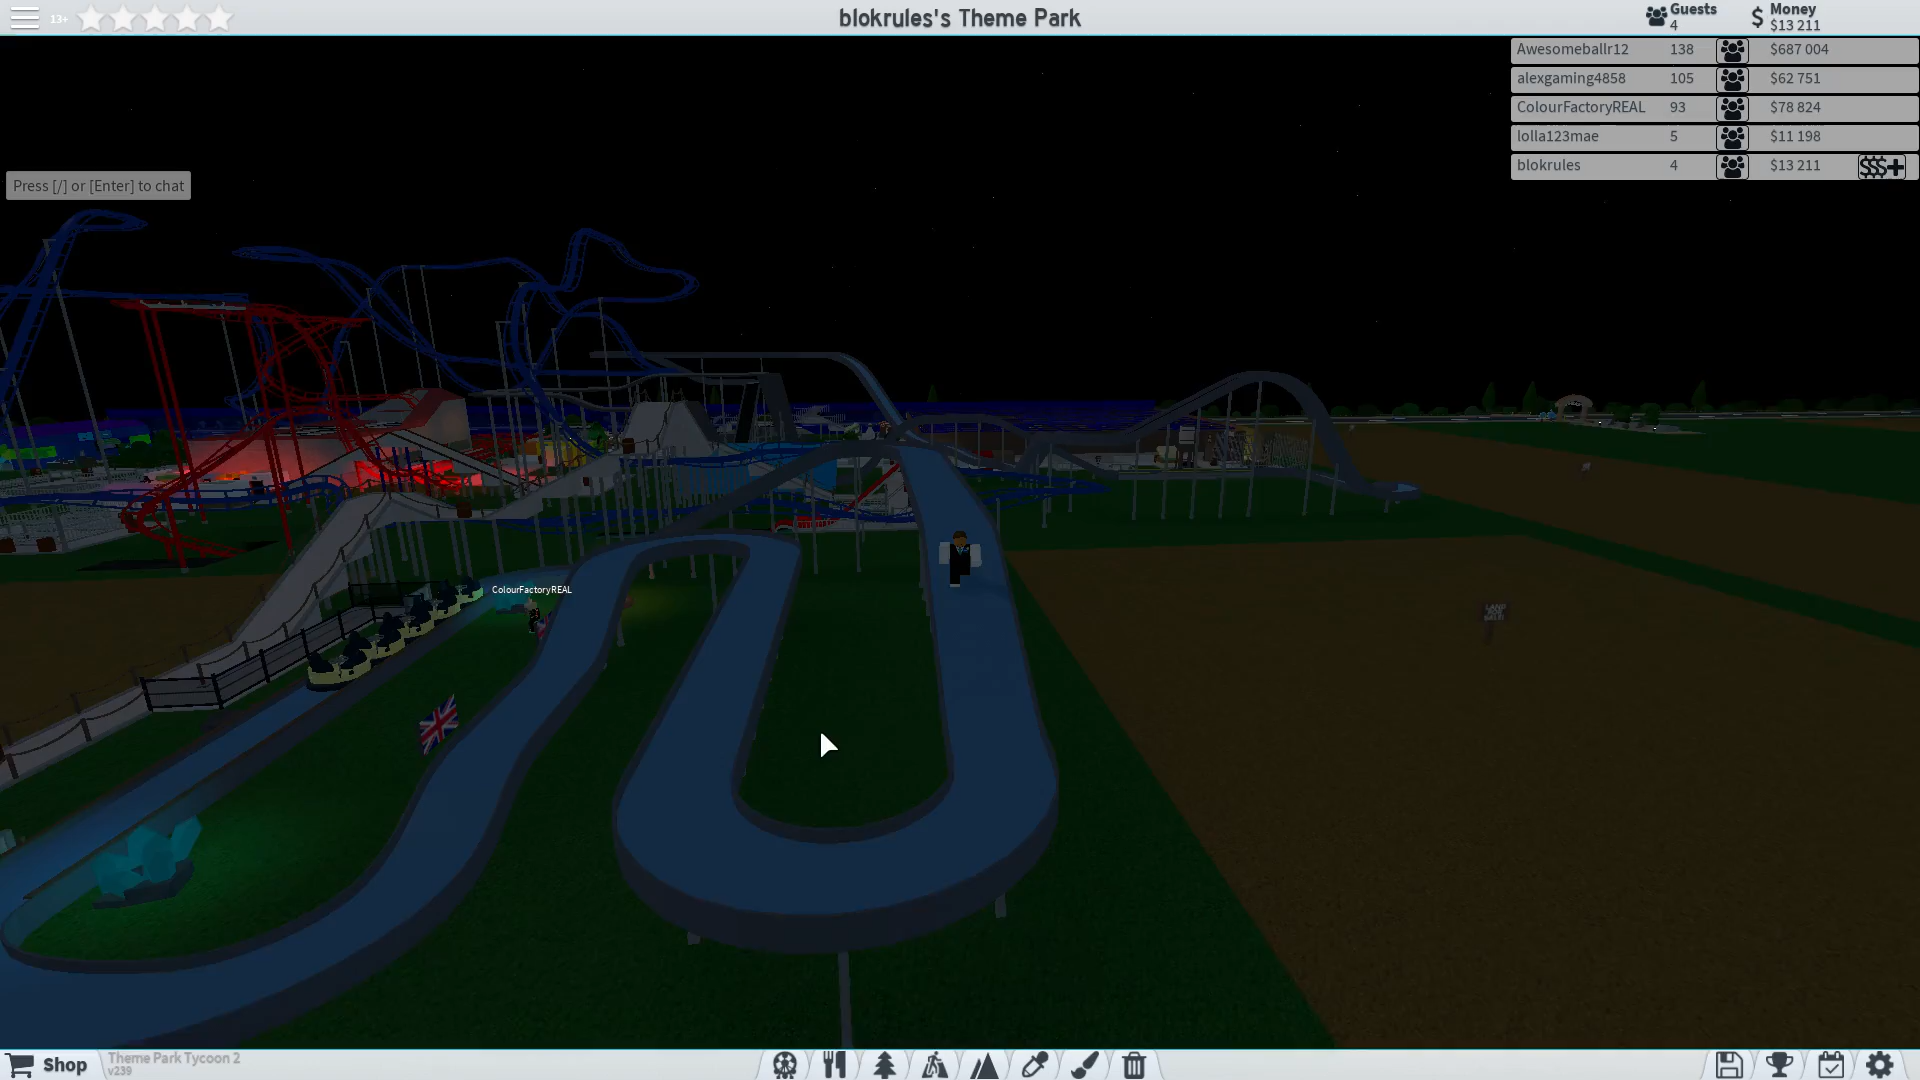 13+
blokrules's Theme Park
Guests
4
$ Money
$13 211
Awesomeballr12 138 $687 004
alexgaming4858 105 $62 751
ColourFactoryREAL 93 $78 824
lolla123mae 5 $11 198
blokrules 4 $13 211 $$$+
Press [/] or [Enter] to chat
ColourFactoryREAL
Shop
Theme Park Tycoon 2
v239